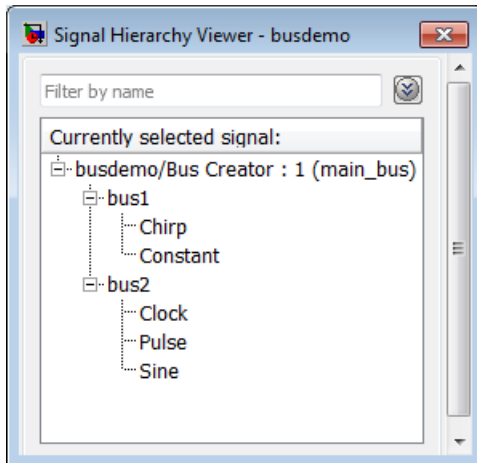 Signal Hierarchy Viewer - busdemo
Filter by name
Currently selected signal:
busdemo/Bus Creator : 1 (main_bus)
bus1
Chirp
Constant
bus2
Clock
Pulse
Sine